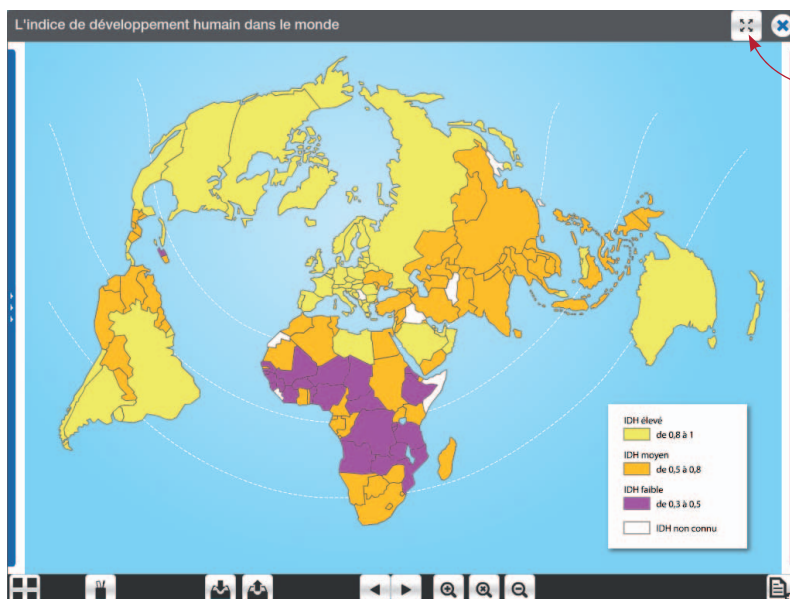 L'indice de développement humain dans le monde
IDH élevé
de 0,8 à 1
IDH moyen
de 0,5 à 0,8
IDH faible
de 0,3 à 0,5
IDH non connu